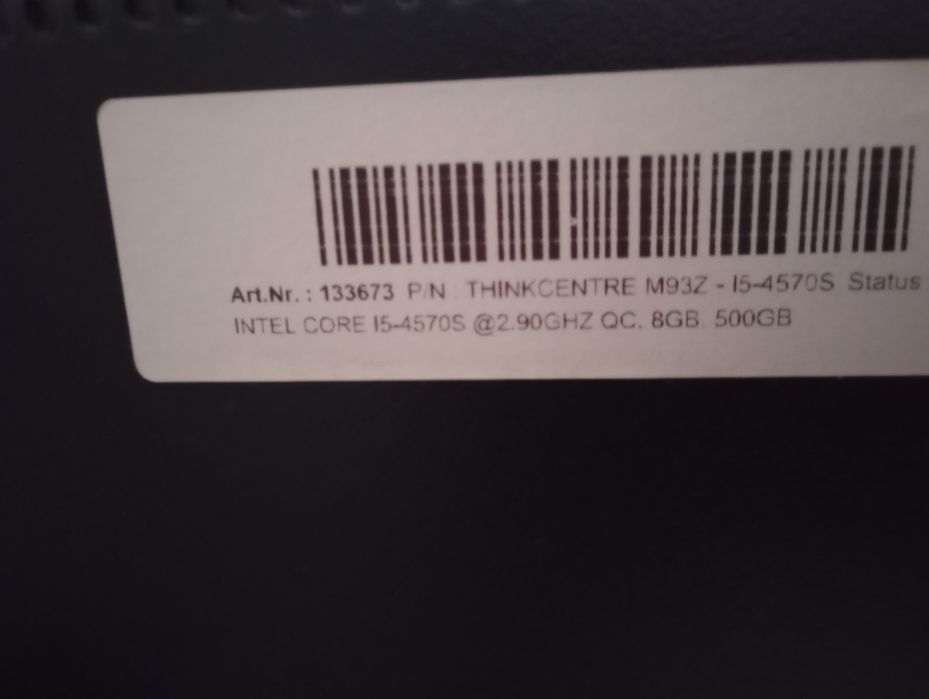 Art.Nr. : 133673 P/N : THINKCENTRE M93Z - I5-4570S Status
INTEL CORE I5-4570S @2.90GHZ QC, 8GB, 500GB